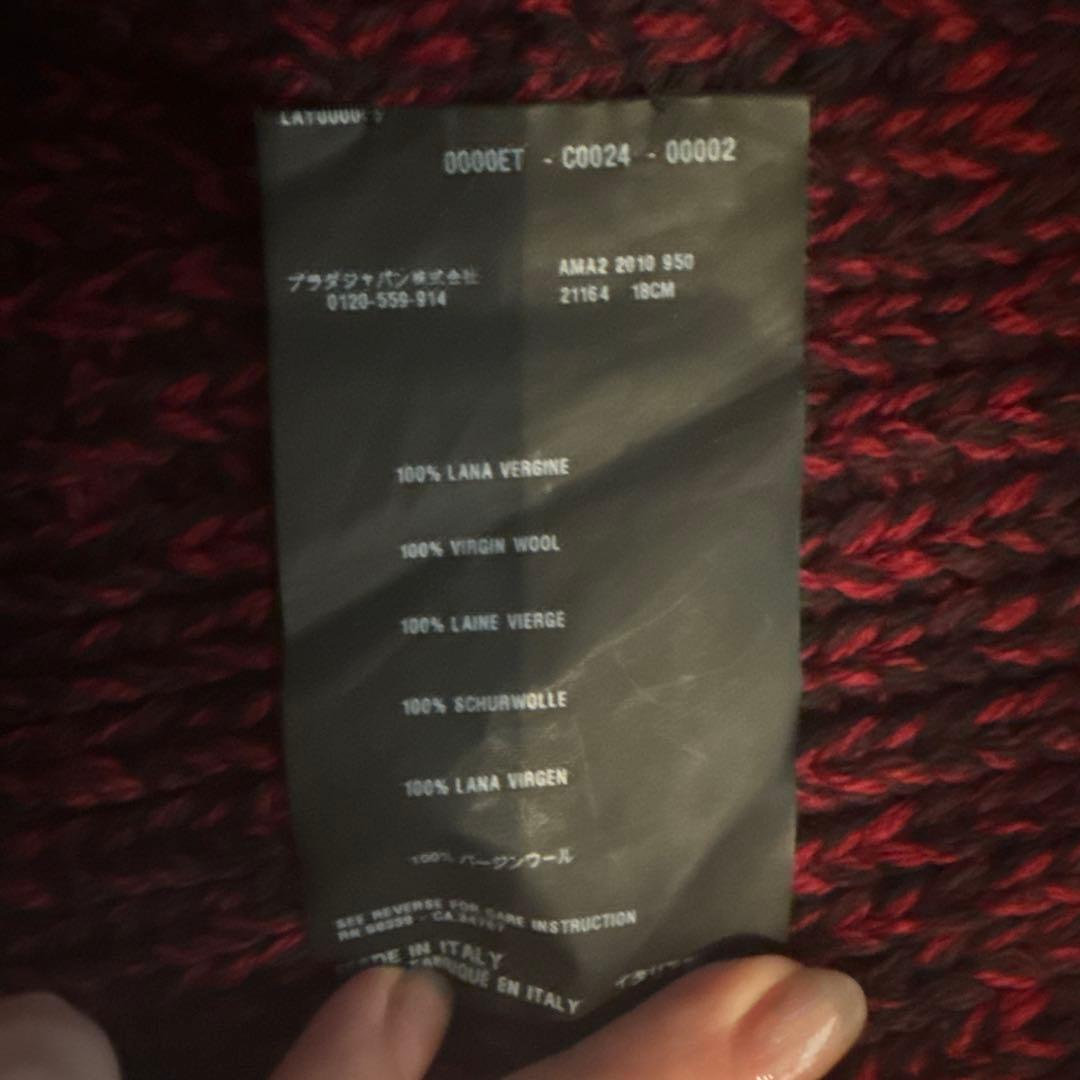 0000ET - C0024 - 00002
プラダジャパン株式会社
0120-559-914
AMA2 2010 950
21164 18CM
100% LANA VERGINE
100% VIRGIN WOOL
100% LAINE VIERGE
100% SCHURWOLLE
100% LANA VIRGEN
100% バージンウール
SEE REVERSE FOR CARE INSTRUCTION
IN ITALY
EN ITALY